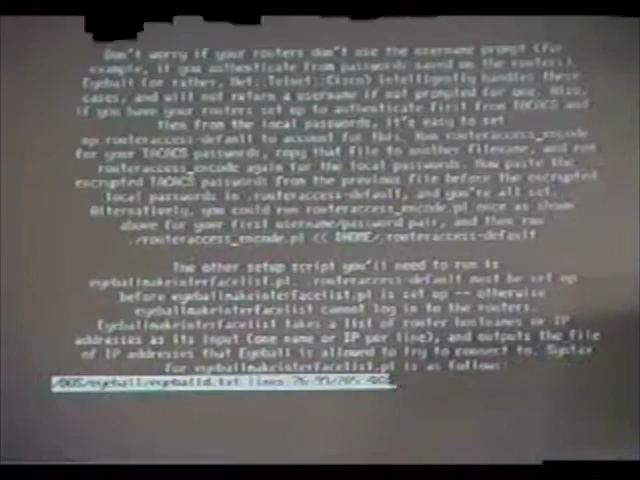 Don't worry if your routers don't use the username prompt (for
example, if you authenticate from passwords saved on the routers).
Eyeball (or rather, Net::Telnet::Cisco) intelligently handles these
cases, and will not return a username if not prompted for one. Also,
if you have your routers set up to authenticate first from TACACS and
then from the local passwords, it's easy to set
up.routeraccess-default to account for that. Run routeraccess_encode
for your TACACS passwords, copy that file to another filename, and run
routeraccess_encode again for the local passwords. Now paste the
encrypted TACACS passwords from the previous file before the encrypted
local passwords in .routeraccess-default, and you're all set.
Alternatively, you could run routeraccess_encode.pl once as shown
above for your first username/password pair, and then run
./routeraccess_encode.pl << $HOME/.routeraccess-default
The other setup script you'll need to run is
eyeballmakeinterfacelist.pl. .routeraccess-default must be set up
before eyeballmakeinterfacelist.pl is set up -- otherwise
eyeballmakeinterfacelist cannot log in to the routers.
Eyeballmakeinterfacelist takes a list of router hostnames or IP
addresses as its input (one name or IP per line), and outputs the file
of IP addresses that Eyeball is allowed to try to connect to. Syntax
for eyeballmakeinterfacelist.pl is as follows:
/DOS/eyeball/eyeballd.txt lines 76-99/205